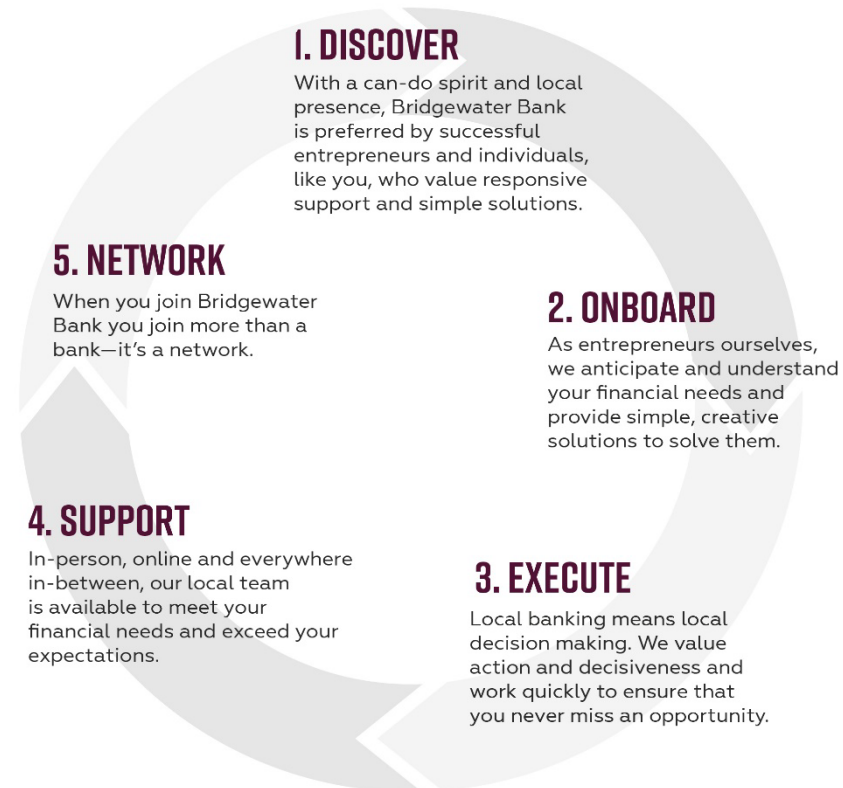 1. DISCOVER
With a can-do spirit and local
presence, Bridgewater Bank
is preferred by successful
entrepreneurs and individuals,
like you, who value responsive
support and simple solutions.
2. ONBOARD
As entrepreneurs ourselves,
we anticipate and understand
your financial needs and
provide simple, creative
solutions to solve them.
3. EXECUTE
Local banking means local
decision making. We value
action and decisiveness and
work quickly to ensure that
you never miss an opportunity.
4. SUPPORT
In-person, online and everywhere
in-between, our local team
is available to meet your
financial needs and exceed your
expectations.
5. NETWORK
When you join Bridgewater
Bank you join more than a
bank—it's a network.